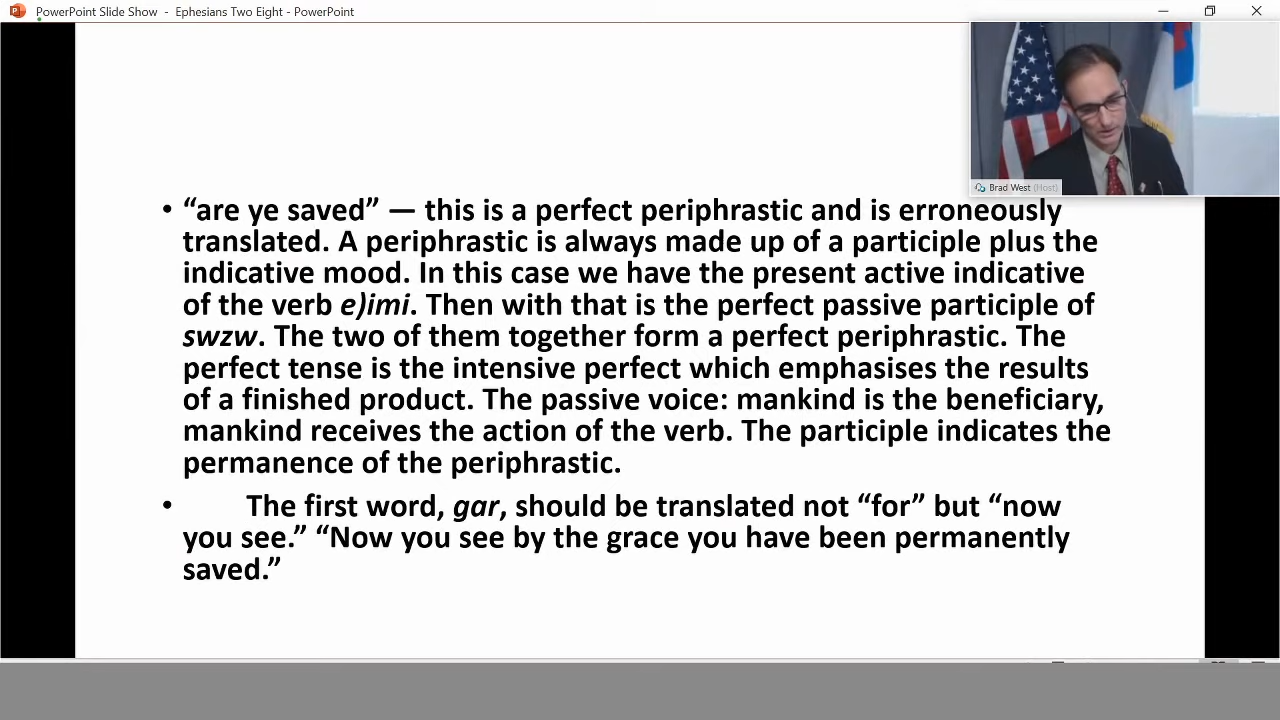 PowerPoint Slide Show - Ephesians Two Eight - PowerPoint
Brad West (Host)
• “are ye saved” — this is a perfect periphrastic and is erroneously
translated. A periphrastic is always made up of a participle plus the
indicative mood. In this case we have the present active indicative
of the verb e)imi. Then with that is the perfect passive participle of
swzw. The two of them together form a perfect periphrastic. The
perfect tense is the intensive perfect which emphasises the results
of a finished product. The passive voice: mankind is the beneficiary,
mankind receives the action of the verb. The participle indicates the
permanence of the periphrastic.
• The first word, gar, should be translated not “for” but “now
you see.” “Now you see by the grace you have been permanently
saved.”